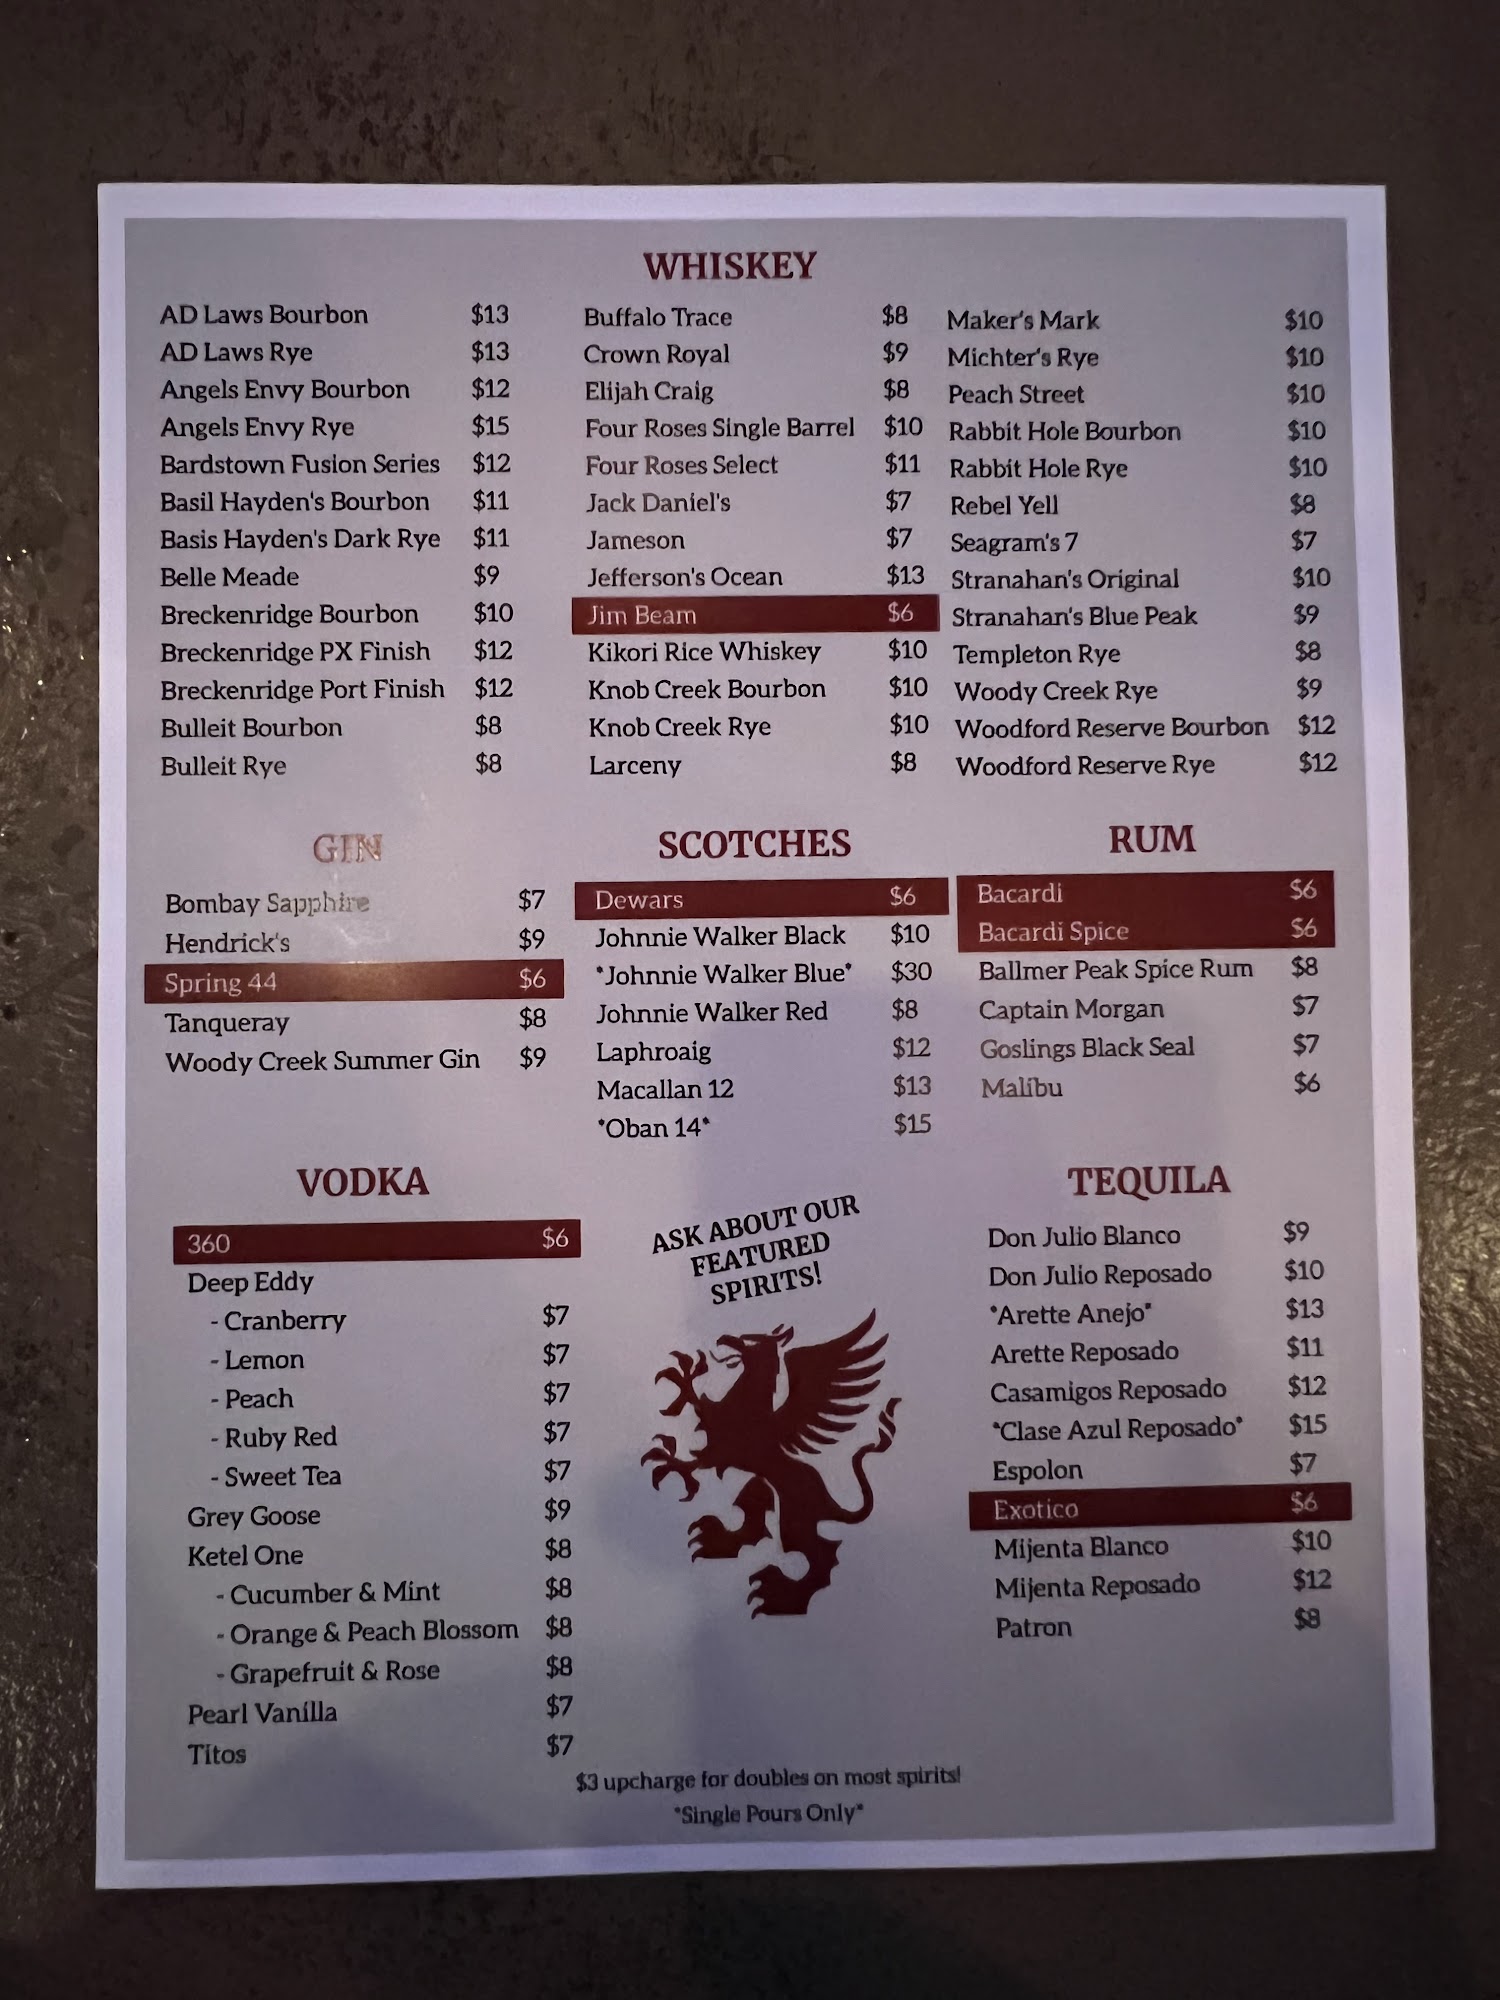 WHISKEY
AD Laws Bourbon $13
AD Laws Rye $13
Angels Envy Bourbon $12
Angels Envy Rye $15
Bardstown Fusion Series $12
Basil Hayden's Bourbon $11
Basis Hayden's Dark Rye $11
Belle Meade $9
Breckenridge Bourbon $10
Breckenridge PX Finish $12
Breckenridge Port Finish $12
Bulleit Bourbon $8
Bulleit Rye $8
Buffalo Trace $8
Crown Royal $9
Elijah Craig $8
Four Roses Single Barrel $10
Four Roses Select $11
Jack Daniel's $7
Jameson $7
Jefferson's Ocean $13
Jim Beam $6
Kikori Rice Whiskey $10
Knob Creek Bourbon $10
Knob Creek Rye $10
Larceny $8
Maker's Mark $10
Michter's Rye $10
Peach Street $10
Rabbit Hole Bourbon $10
Rabbit Hole Rye $10
Rebel Yell $8
Seagram's 7 $7
Stranahan's Original $10
Stranahan's Blue Peak $9
Templeton Rye $8
Woody Creek Rye $9
Woodford Reserve Bourbon $12
Woodford Reserve Rye $12
GIN
Bombay Sapphire $7
Hendrick's $9
Spring 44 $6
Tanqueray $8
Woody Creek Summer Gin $9
SCOTCHES
Dewars $6
Johnnie Walker Black $10
*Johnnie Walker Blue* $30
Johnnie Walker Red $8
Laphroaig $12
Macallan 12 $13
*Oban 14* $15
RUM
Bacardi $6
Bacardi Spice $6
Ballmer Peak Spice Rum $8
Captain Morgan $7
Goslings Black Seal $7
Malibu $6
VODKA
360 $6
Deep Eddy
- Cranberry $7
- Lemon $7
- Peach $7
- Ruby Red $7
- Sweet Tea $7
Grey Goose $9
Ketel One $8
- Cucumber & Mint $8
- Orange & Peach Blossom $8
- Grapefruit & Rose $8
Pearl Vanilla $7
Titos $7
ASK ABOUT OUR
FEATURED
SPIRITS!
TEQUILA
Don Julio Blanco $9
Don Julio Reposado $10
*Arette Anejo* $13
Arette Reposado $11
Casamigos Reposado $12
*Clase Azul Reposado* $15
Espolon $7
Exotico $6
Mijenta Blanco $10
Mijenta Reposado $12
Patron $8
$3 upcharge for doubles on most spirits!
*Single Pours Only*